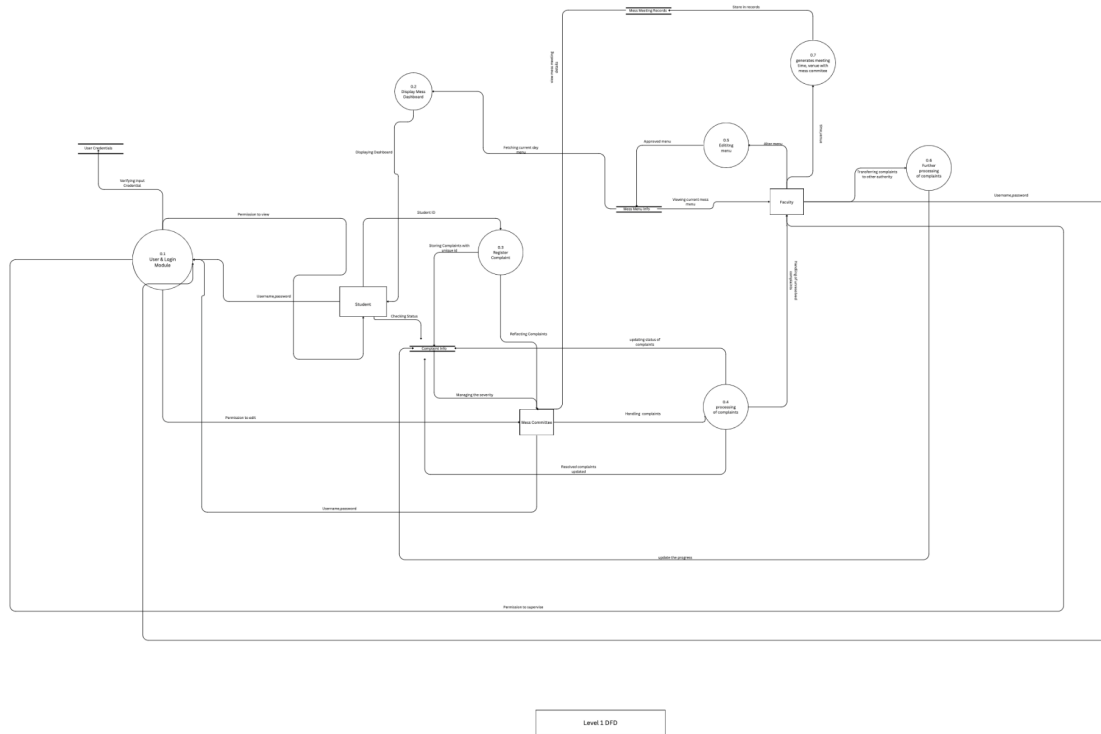 Mess Meeting Records
Store in records
0.7
generates meeting
time, venue with
mess committee
0.2
Display Mess
Dashboard
User Credentials
Displaying Dashboard
Fetching current day
menu
Approved menu
Editing
menu
Alter menu
Further
processing
of complaints
Transferring complaints
to other authority
Verifying input
Credential
Username,password
Viewing current mess
menu
Mess Menu Info
Faculty
Permission to view
Student ID
0.1
User & Login
Module
Storing Complaints with
unique id
0.3
Register
Complaint
Username,password
Student
Checking Status
Reflecting Complaints
Complaint Info
updating status of
complaints
Managing the severity
0.4
processing
of complaints
Permission to edit
Mess Committee
Handling complaints
Resolved complaints
updated
Username,password
update the progress
Permission to supervise
Level 1 DFD